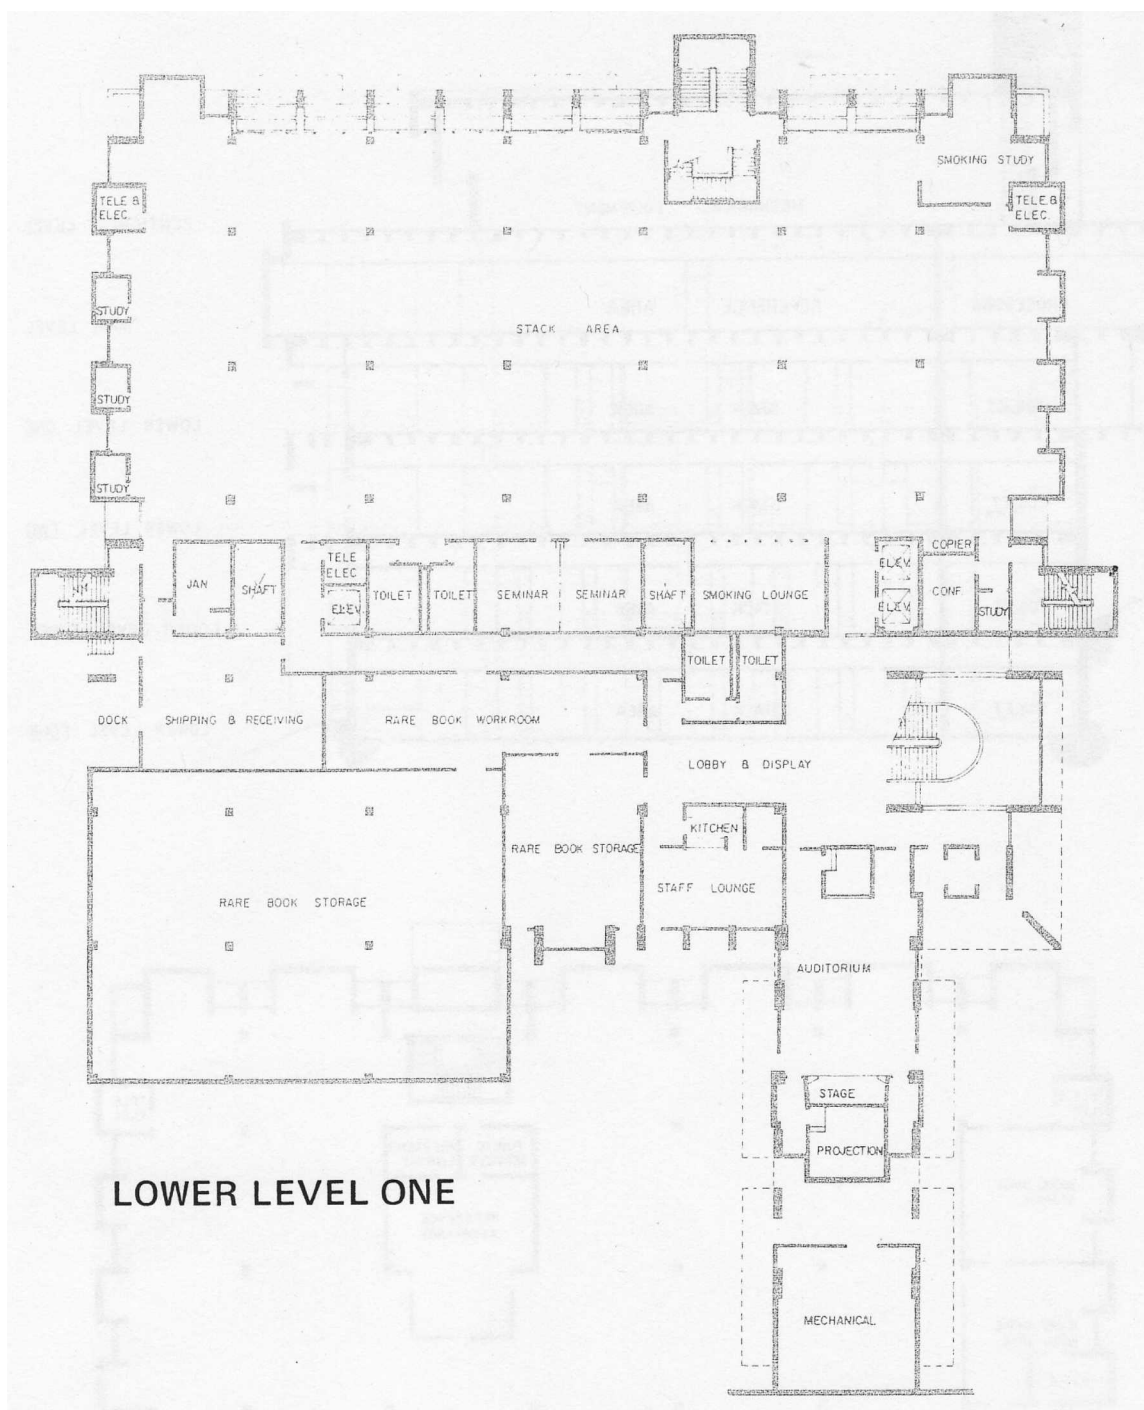 SMOKING STUDY
TELE. &
ELEC.
TELE. &
ELEC.
STUDY
STACK AREA
STUDY
STUDY
JAN
SHAFT
TELE
ELEC
ELEV.
TOILET
TOILET
SEMINAR
SEMINAR
SHAFT
SMOKING LOUNGE
ELEV.
ELEV.
COPIER
CONF.
STUDY
TOILET
TOILET
DOCK
SHIPPING & RECEIVING
RARE BOOK WORKROOM
LOBBY & DISPLAY
KITCHEN
RARE BOOK STORAGE
STAFF LOUNGE
RARE BOOK STORAGE
AUDITORIUM
STAGE
PROJECTION
LOWER LEVEL ONE
MECHANICAL